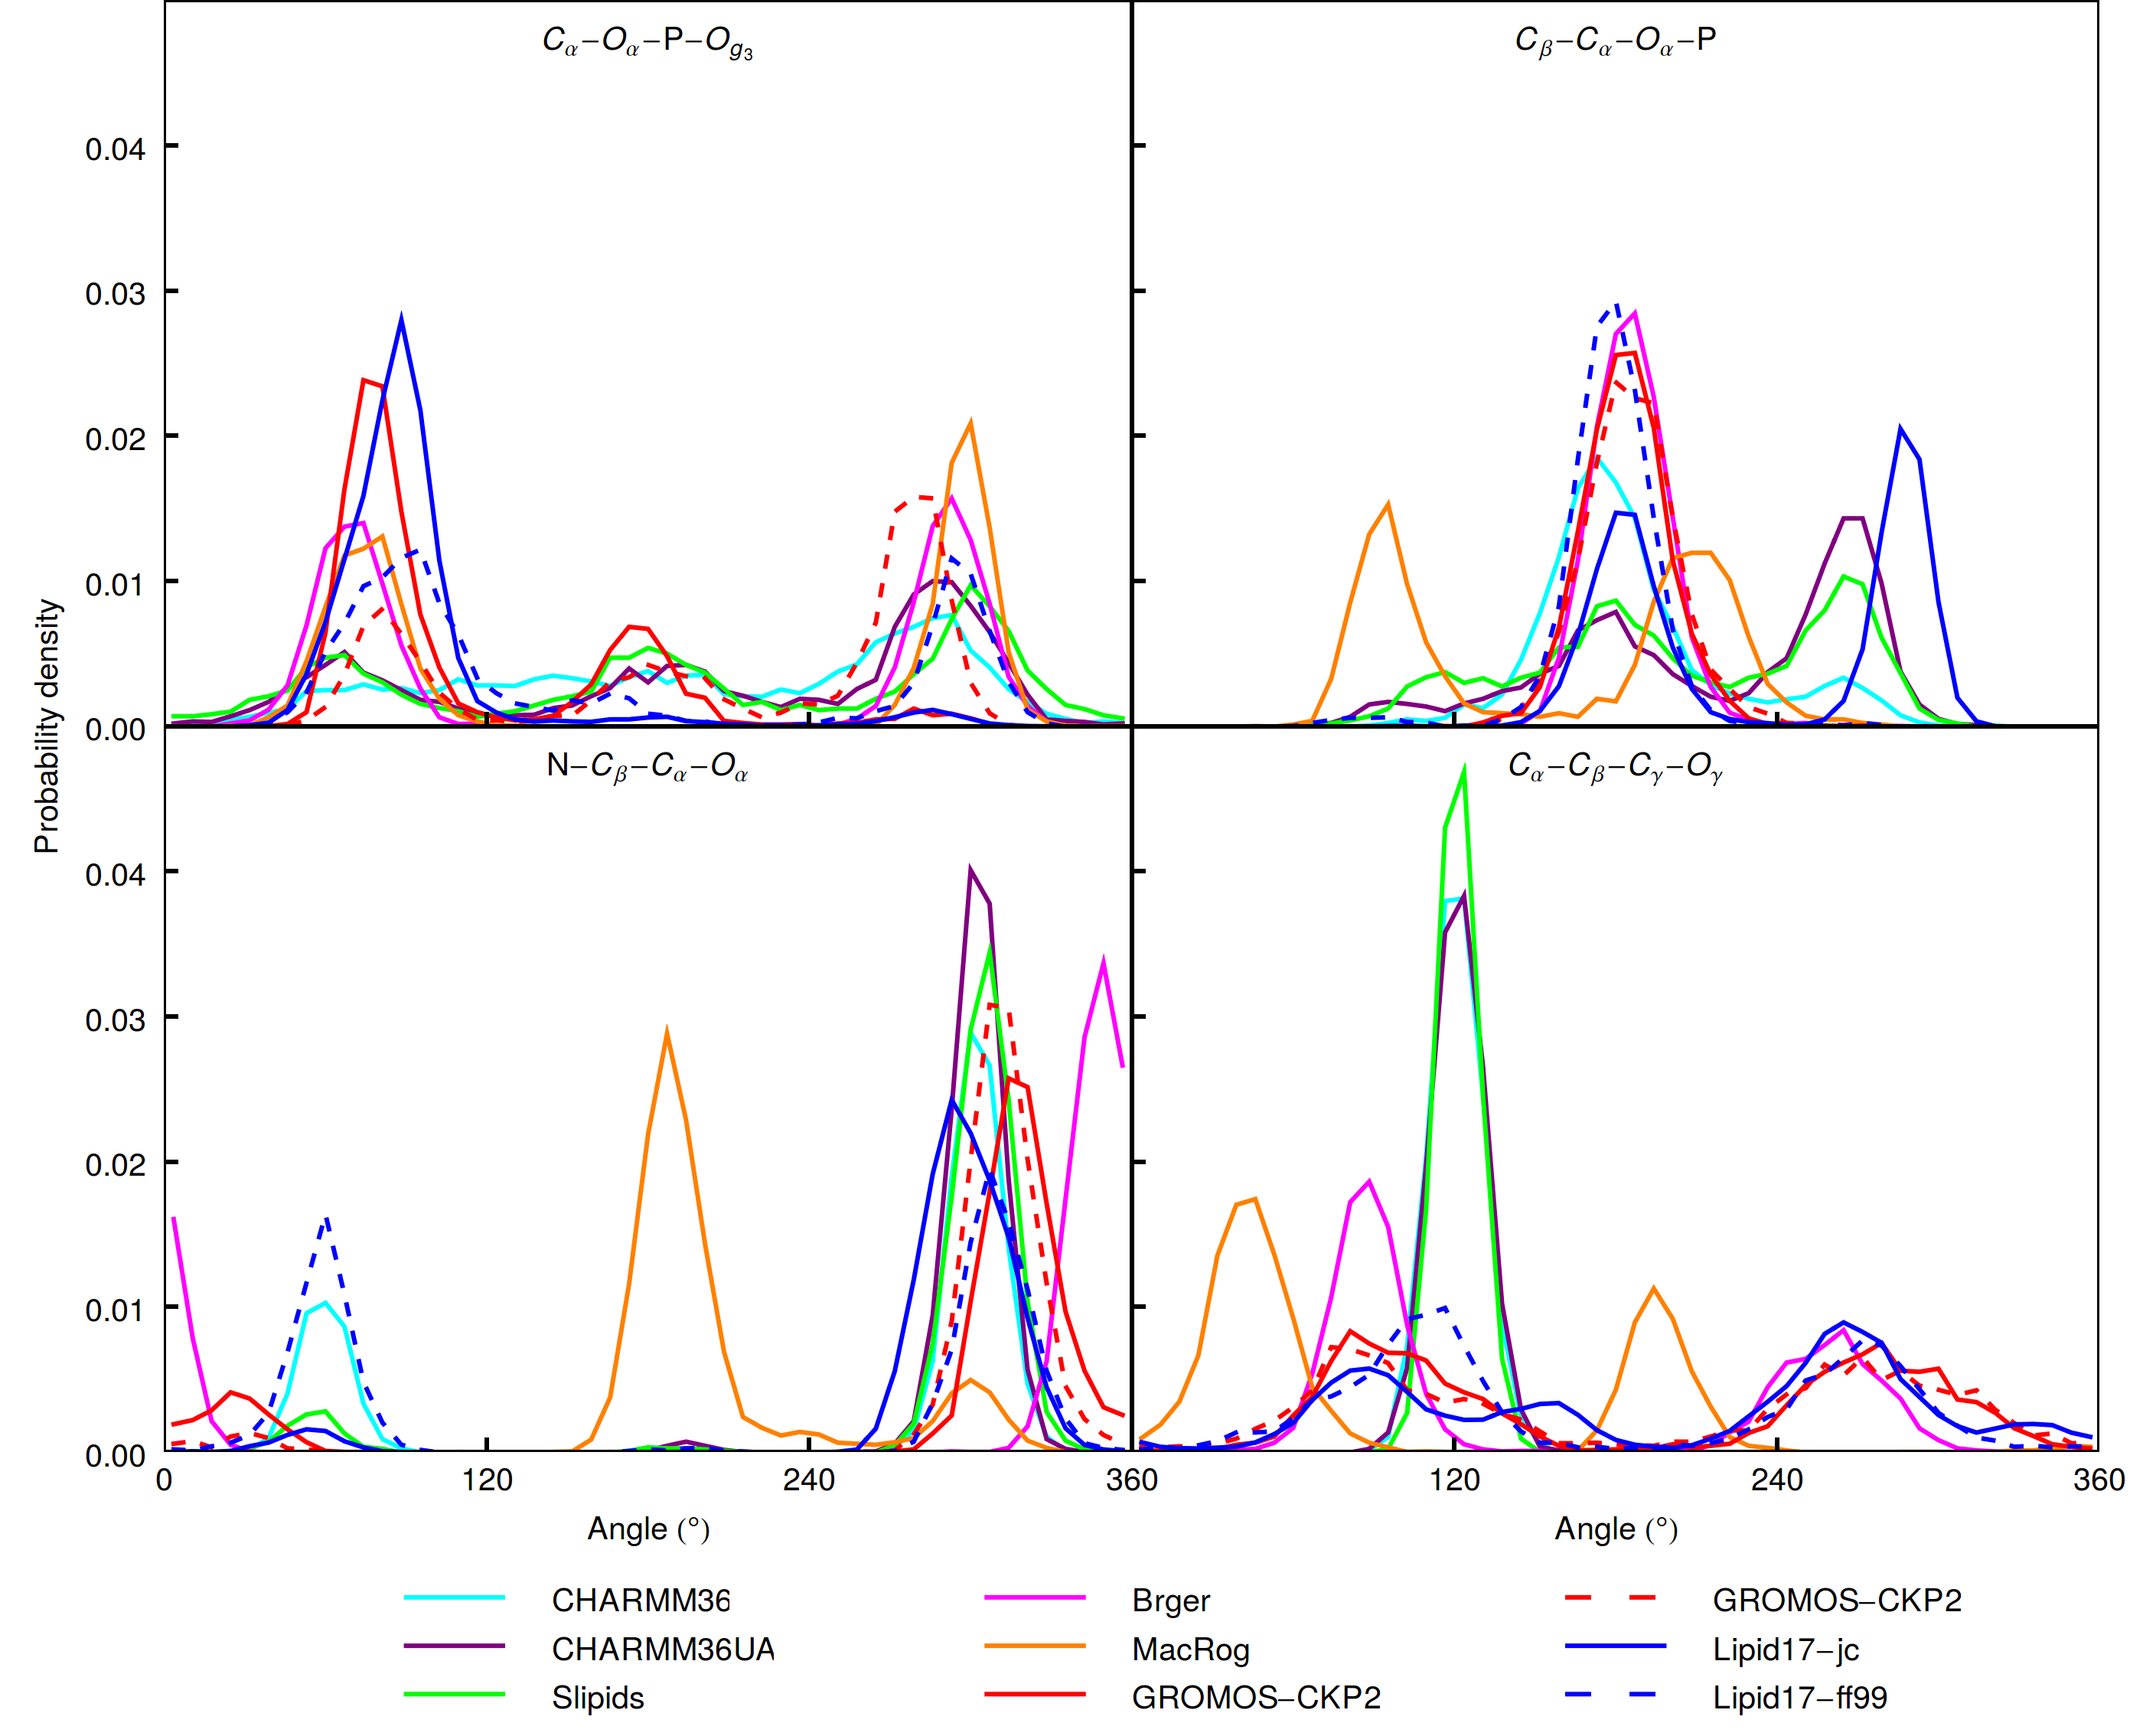 Cα−Oα−P−Og3 Cβ−Cα−Oα−P
0.04
0.03
0.02
0.01
0.00
Probability density
N−Cβ−Cα−Oα Cα−Cβ−Cγ−Oγ
0.04
0.03
0.02
0.01
0.00
0 120 240 360 120 240 360
Angle (°) Angle (°)
CHARMM36 Brger GROMOS−CKP2
CHARMM36UA MacRog Lipid17−jc
Slipids GROMOS−CKP2 Lipid17−ff99